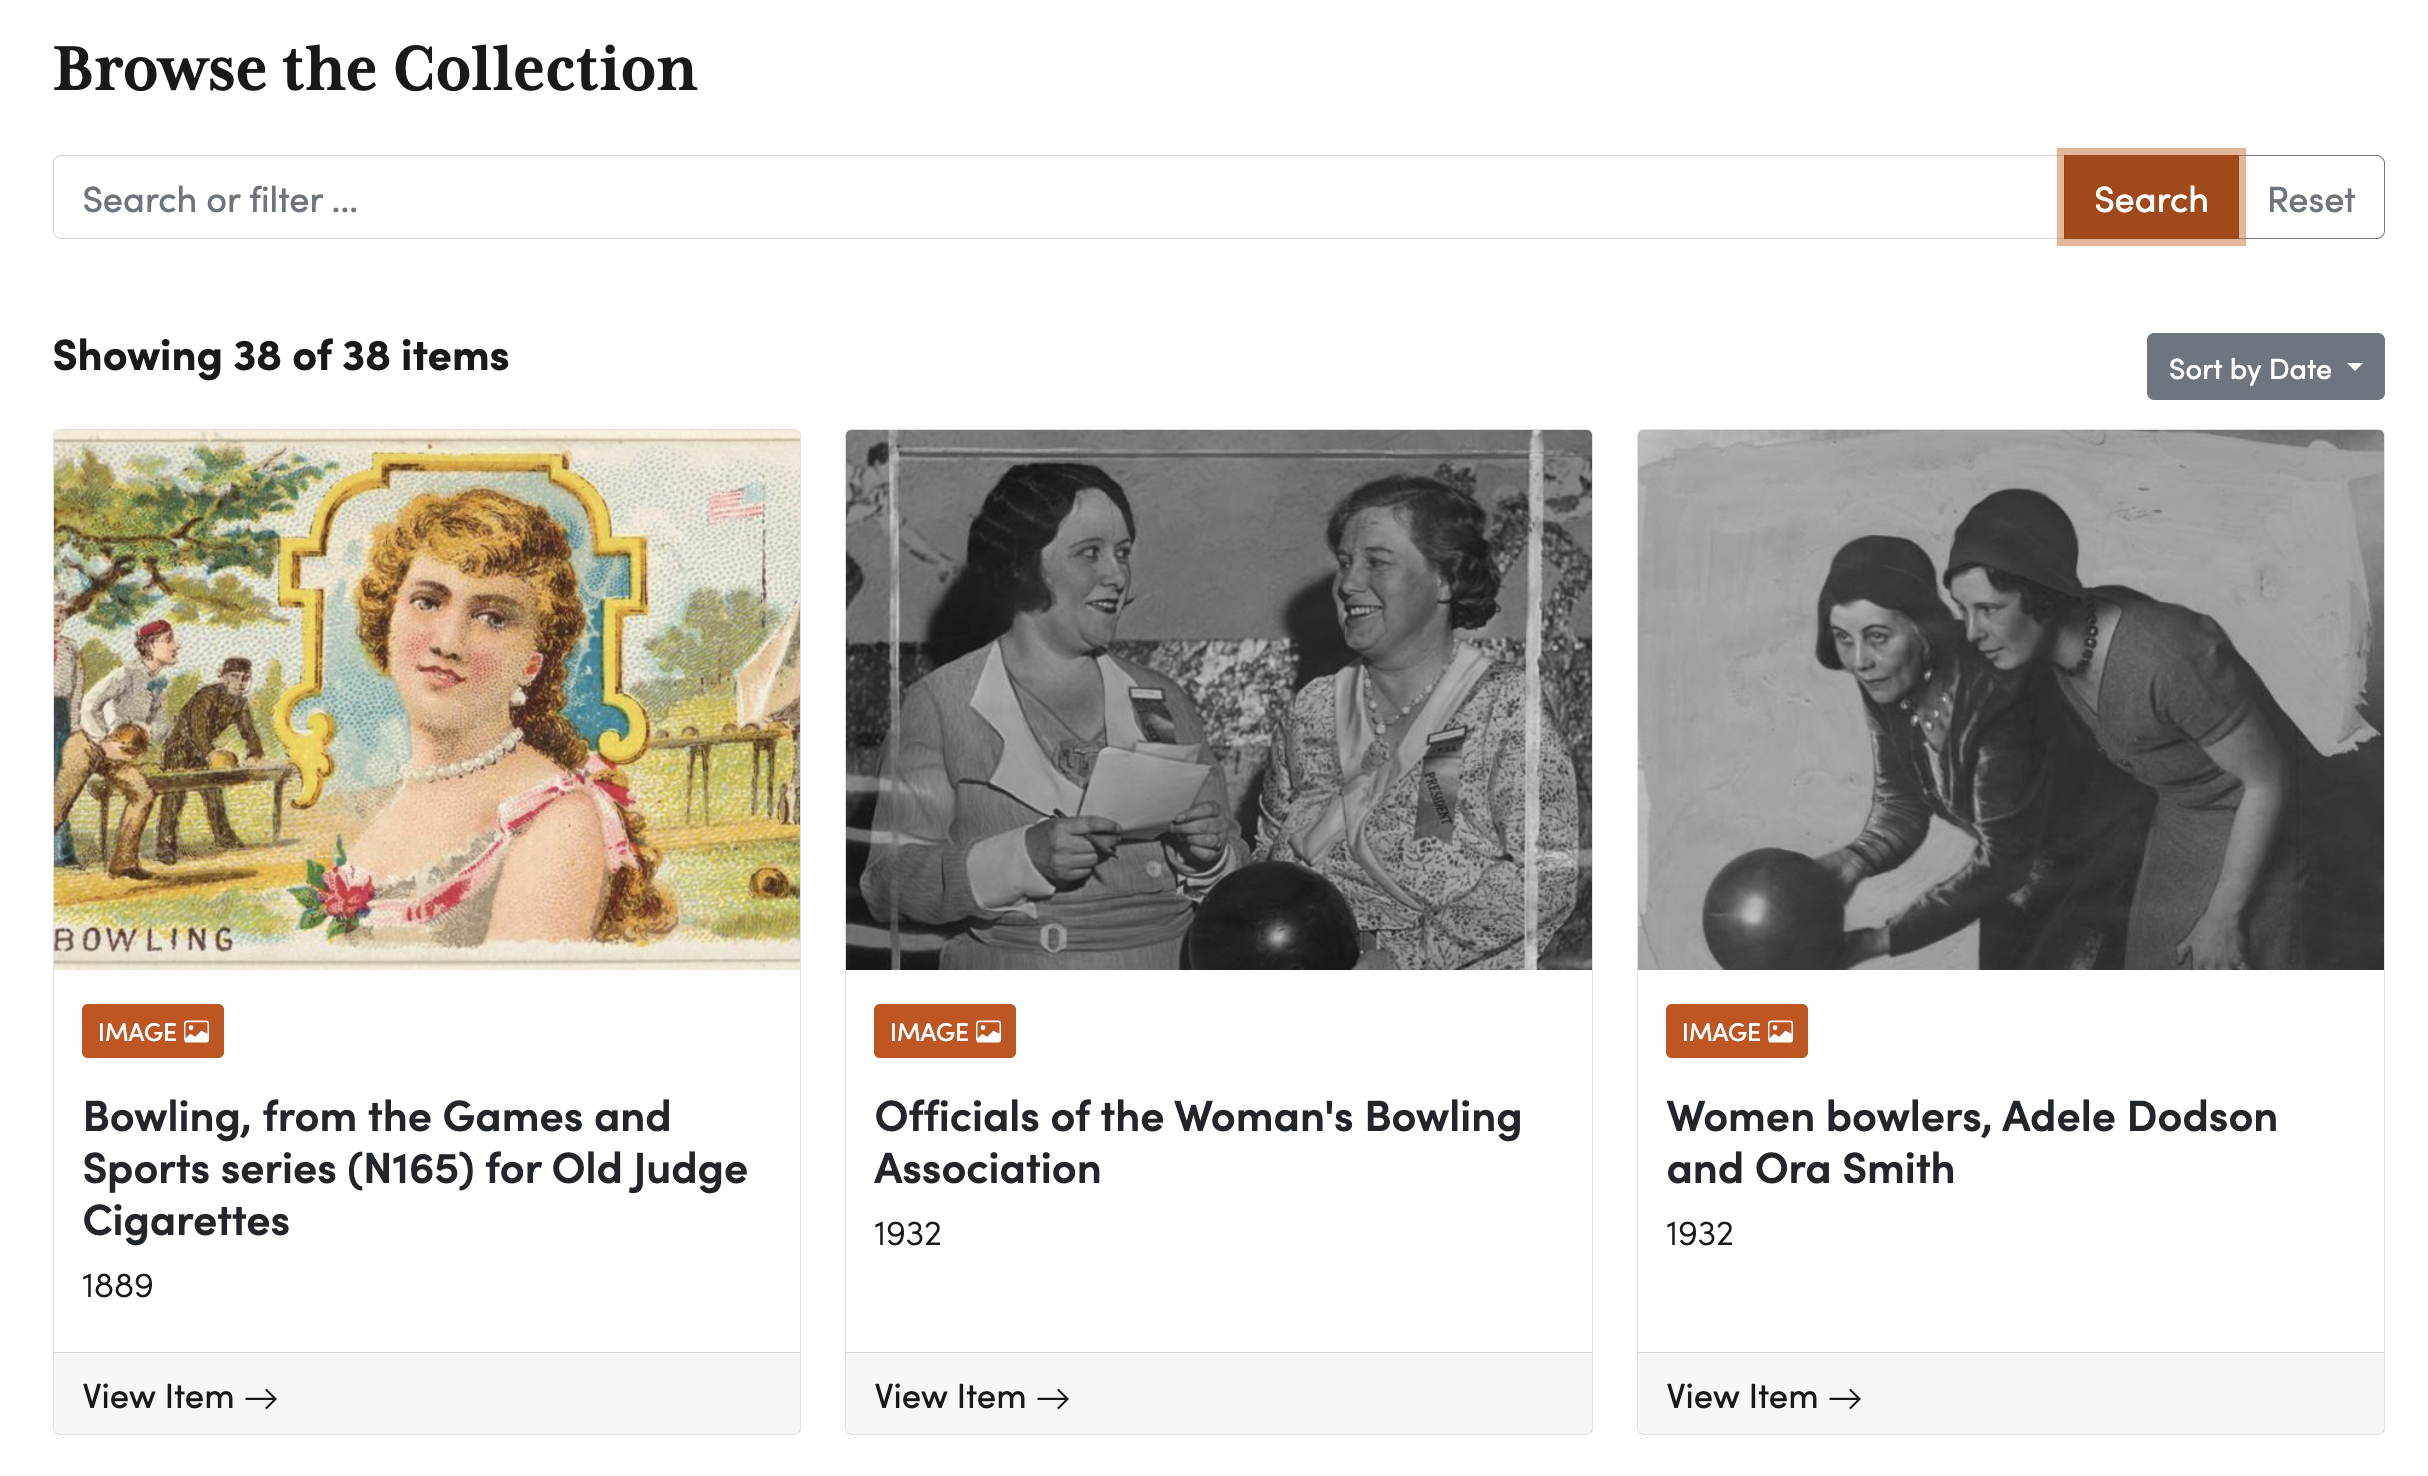 Browse the Collection
Search or filter ...
Search
Reset
Showing 38 of 38 items
Sort by Date
BOWLING
IMAGE
Bowling, from the Games and
Sports series (N165) for Old Judge
Cigarettes
1889
View Item →
PRESIDENT
IMAGE
Officials of the Woman's Bowling
Association
1932
View Item →
IMAGE
Women bowlers, Adele Dodson
and Ora Smith
1932
View Item →